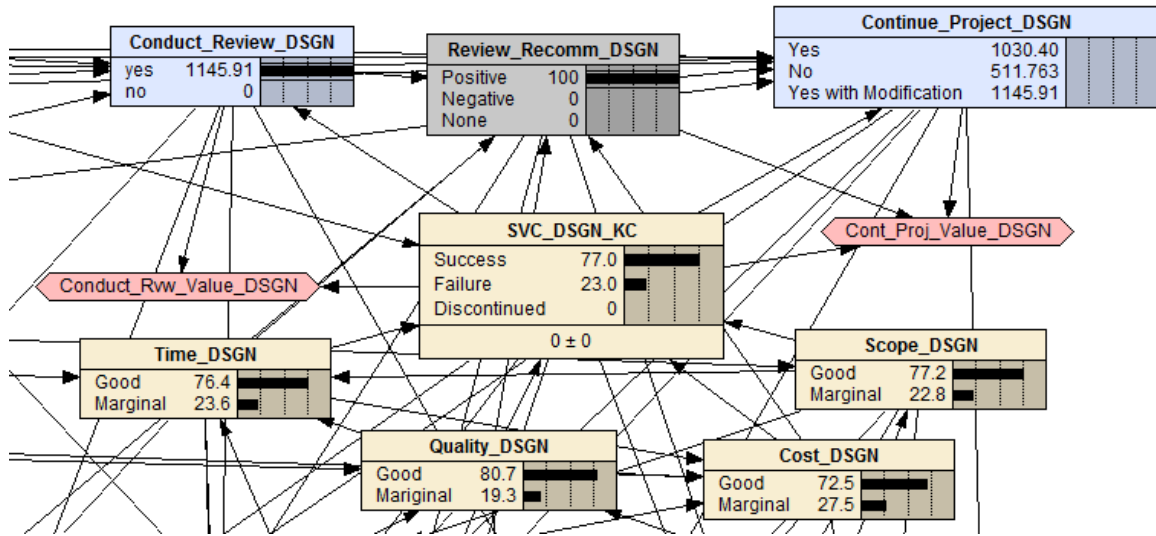 Conduct_Review_DSGN
yes 1145.91
no 0
Review_Recomm_DSGN
Positive 100
Negative 0
None 0
Continue_Project_DSGN
Yes 1030.40
No 511.763
Yes with Modification 1145.91
SVC_DSGN_KC
Success 77.0
Failure 23.0
Discontinued 0
0 ± 0
Cont_Proj_Value_DSGN
Conduct_Rvw_Value_DSGN
Time_DSGN
Good 76.4
Marginal 23.6
Scope_DSGN
Good 77.2
Marginal 22.8
Quality_DSGN
Good 80.7
Mariginal 19.3
Cost_DSGN
Good 72.5
Marginal 27.5